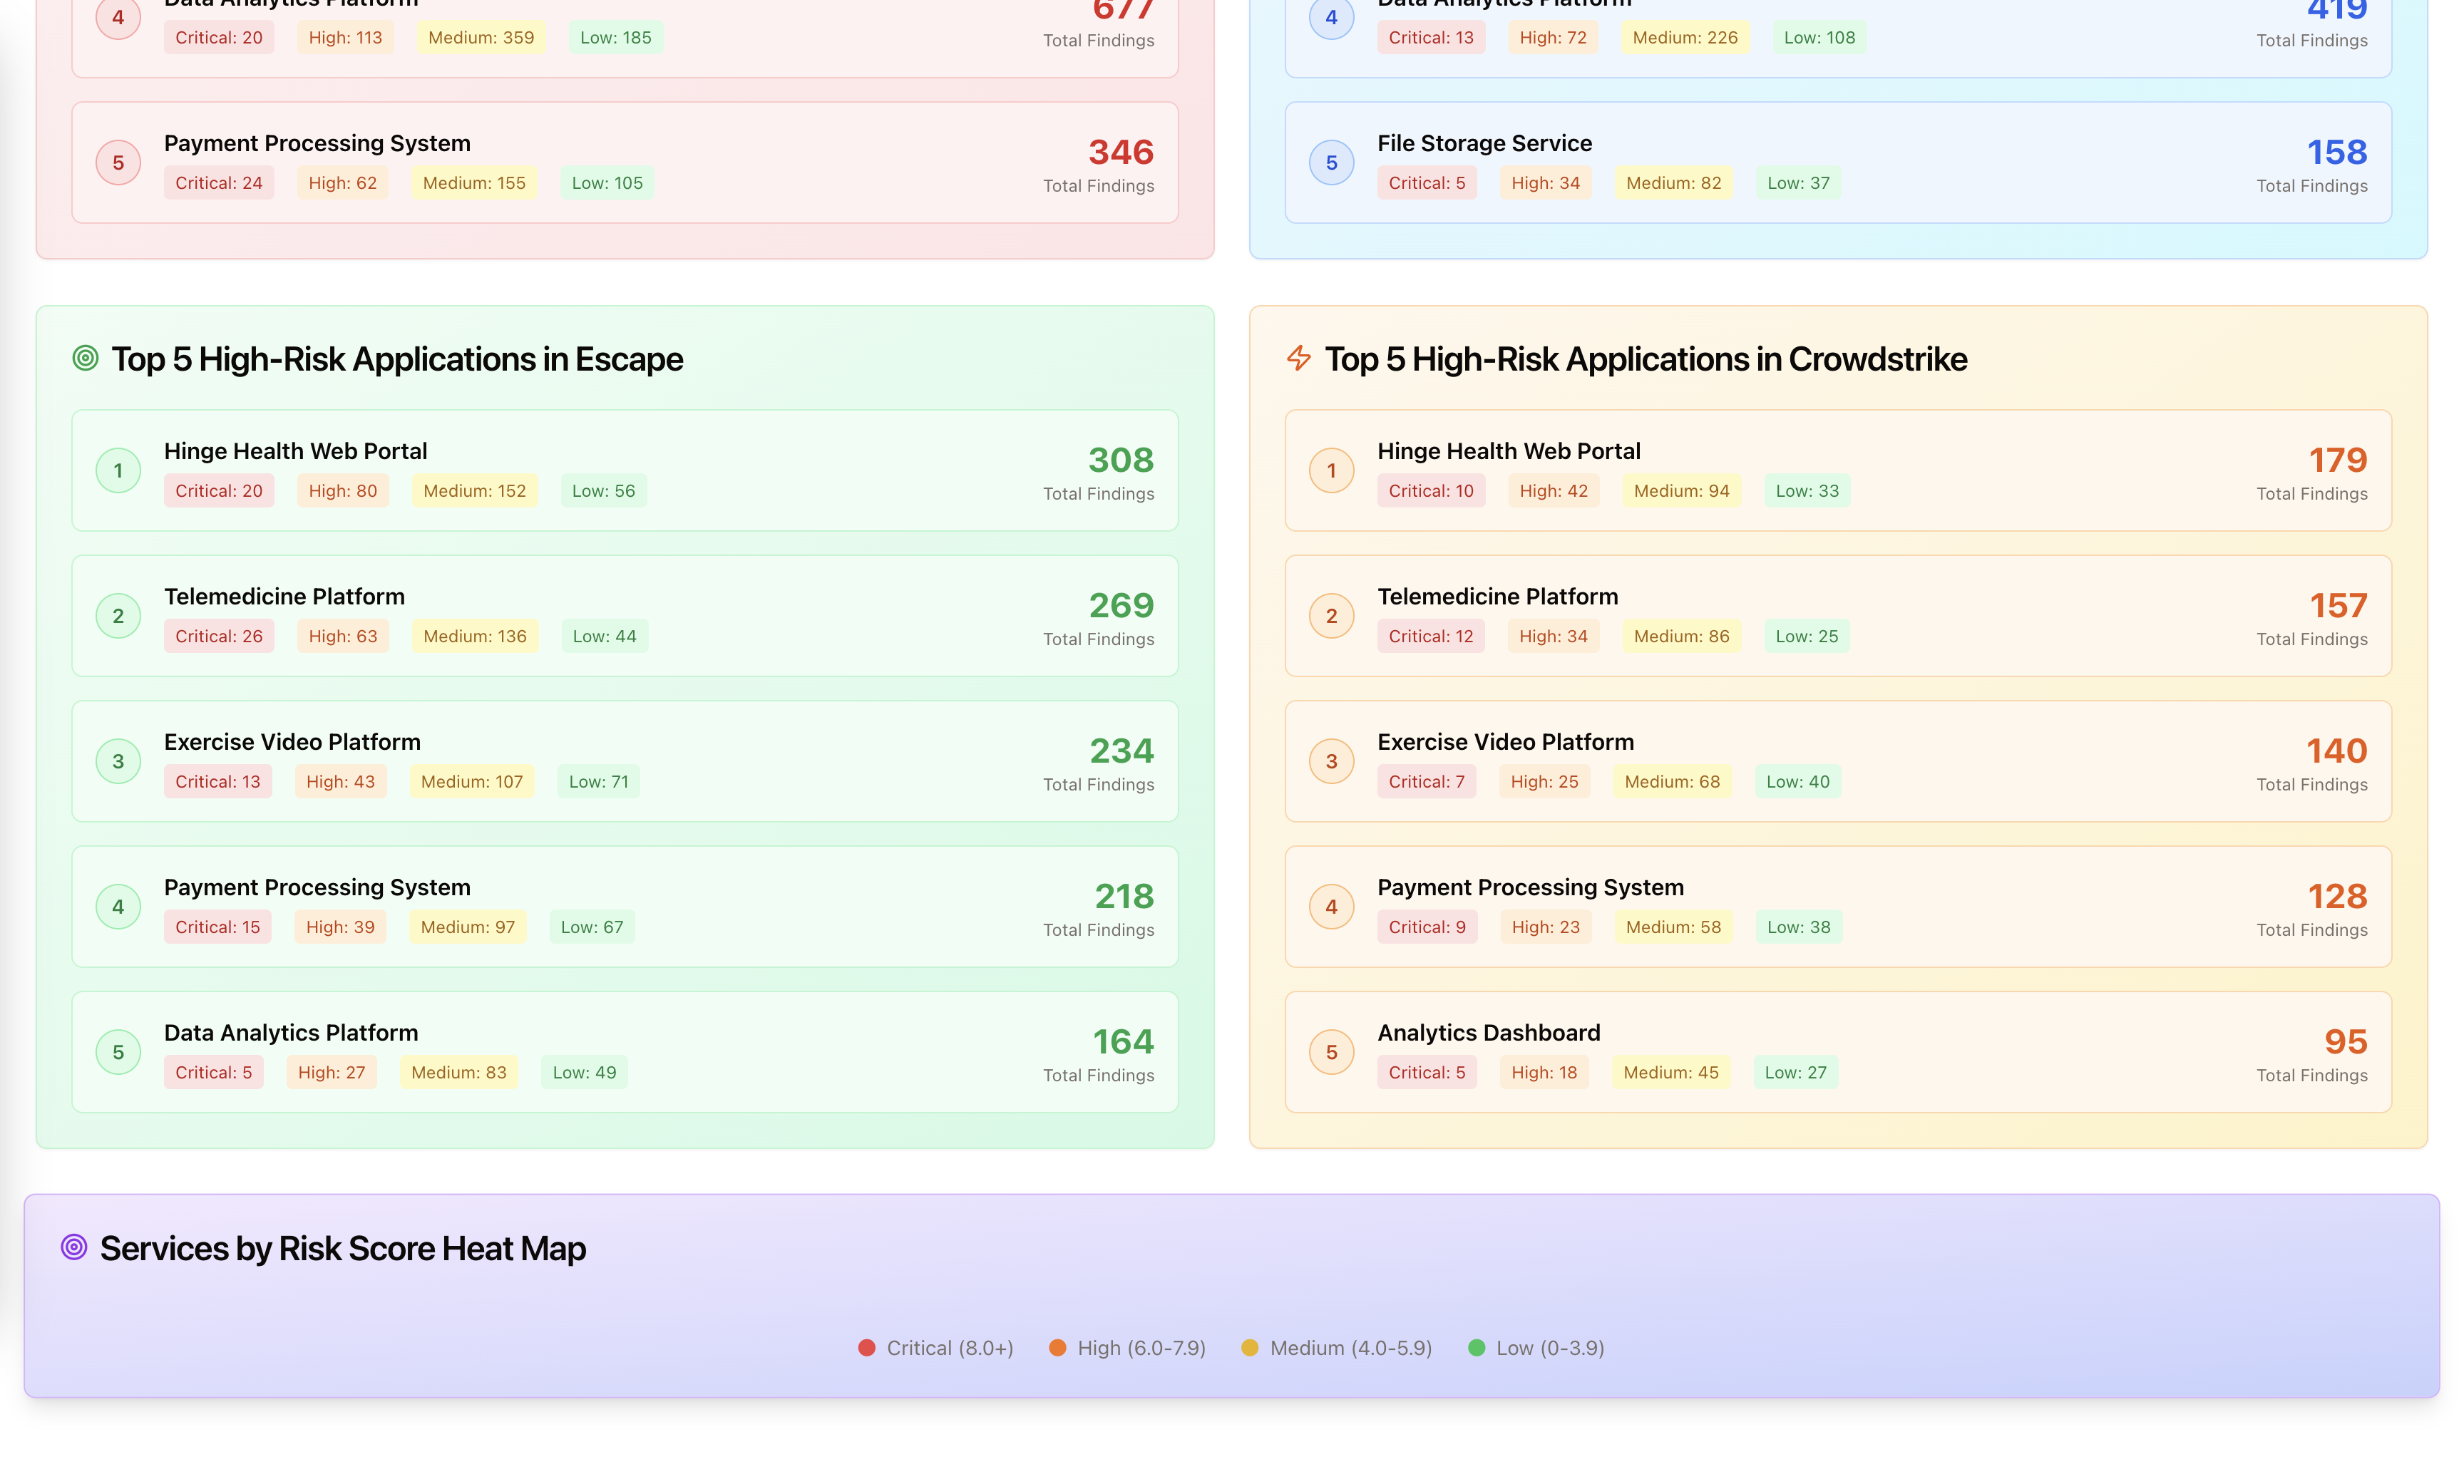 4
Data Analytics Platform
Critical: 20 High: 113 Medium: 359 Low: 185
677
Total Findings
5
Payment Processing System
Critical: 24 High: 62 Medium: 155 Low: 105
346
Total Findings
4
Data Analytics Platform
Critical: 13 High: 72 Medium: 226 Low: 108
419
Total Findings
5
File Storage Service
Critical: 5 High: 34 Medium: 82 Low: 37
158
Total Findings
Top 5 High-Risk Applications in Escape
1
Hinge Health Web Portal
Critical: 20 High: 80 Medium: 152 Low: 56
308
Total Findings
2
Telemedicine Platform
Critical: 26 High: 63 Medium: 136 Low: 44
269
Total Findings
3
Exercise Video Platform
Critical: 13 High: 43 Medium: 107 Low: 71
234
Total Findings
4
Payment Processing System
Critical: 15 High: 39 Medium: 97 Low: 67
218
Total Findings
5
Data Analytics Platform
Critical: 5 High: 27 Medium: 83 Low: 49
164
Total Findings
Top 5 High-Risk Applications in Crowdstrike
1
Hinge Health Web Portal
Critical: 10 High: 42 Medium: 94 Low: 33
179
Total Findings
2
Telemedicine Platform
Critical: 12 High: 34 Medium: 86 Low: 25
157
Total Findings
3
Exercise Video Platform
Critical: 7 High: 25 Medium: 68 Low: 40
140
Total Findings
4
Payment Processing System
Critical: 9 High: 23 Medium: 58 Low: 38
128
Total Findings
5
Analytics Dashboard
Critical: 5 High: 18 Medium: 45 Low: 27
95
Total Findings
Services by Risk Score Heat Map
Critical (8.0+) High (6.0-7.9) Medium (4.0-5.9) Low (0-3.9)